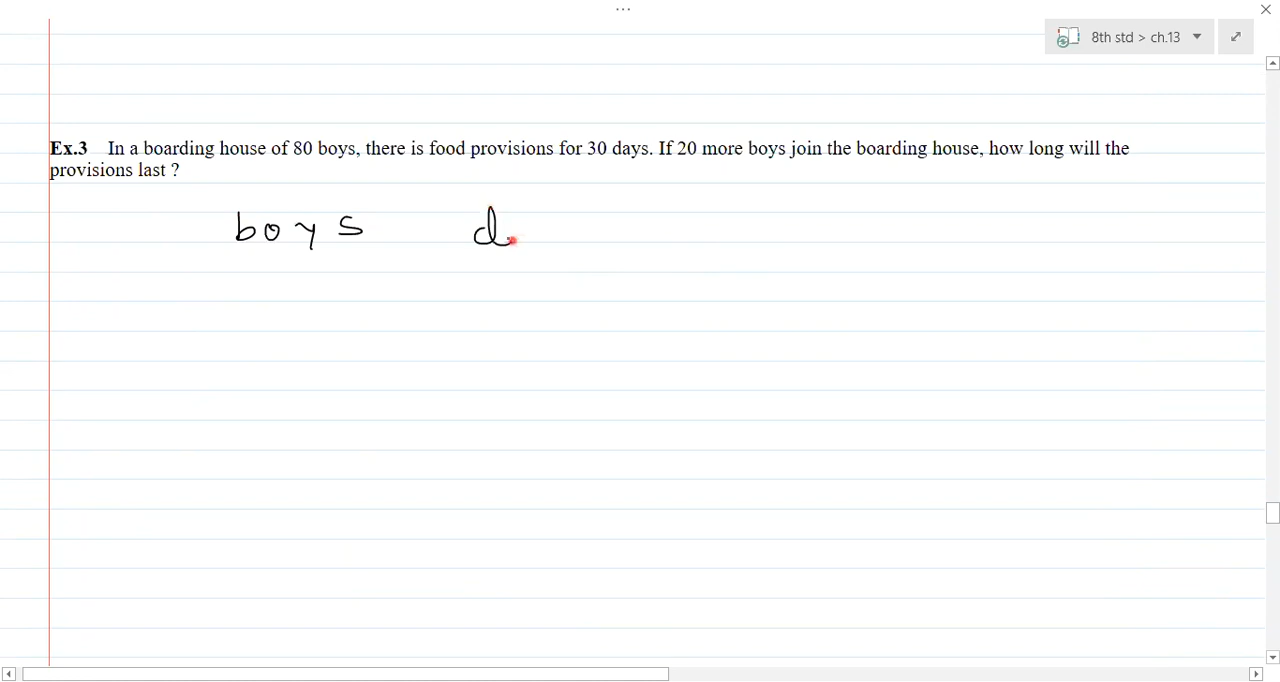 8th std > ch.13
Ex.3 In a boarding house of 80 boys, there is food provisions for 30 days. If 20 more boys join the boarding house, how long will the
provisions last ?
boys d